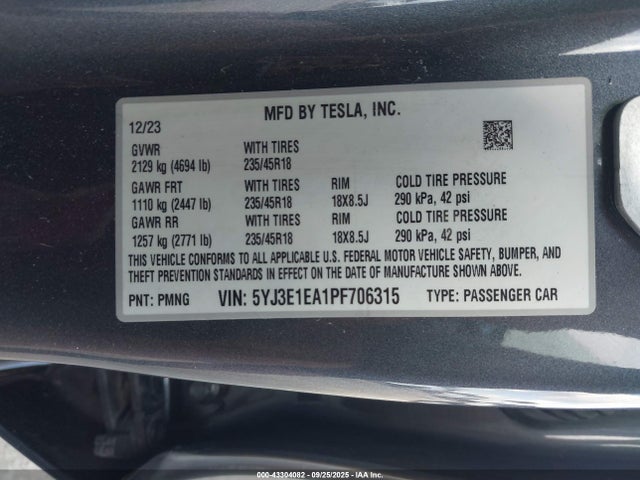 MFD BY TESLA, INC.
12/23
GVWR WITH TIRES
2129 kg (4694 lb) 235/45R18
GAWR FRT WITH TIRES RIM COLD TIRE PRESSURE
1110 kg (2447 lb) 235/45R18 18X8.5J 290 kPa, 42 psi
GAWR RR WITH TIRES RIM COLD TIRE PRESSURE
1257 kg (2771 lb) 235/45R18 18X8.5J 290 kPa, 42 psi
THIS VEHICLE CONFORMS TO ALL APPLICABLE U.S. FEDERAL MOTOR VEHICLE SAFETY, BUMPER, AND
THEFT PREVENTION STANDARDS IN EFFECT ON THE DATE OF MANUFACTURE SHOWN ABOVE.
PNT: PMNG VIN: 5YJ3E1EA1PF706315 TYPE: PASSENGER CAR
000-43304082 | 09/25/2025 | COPYRIGHT IAA, LLC